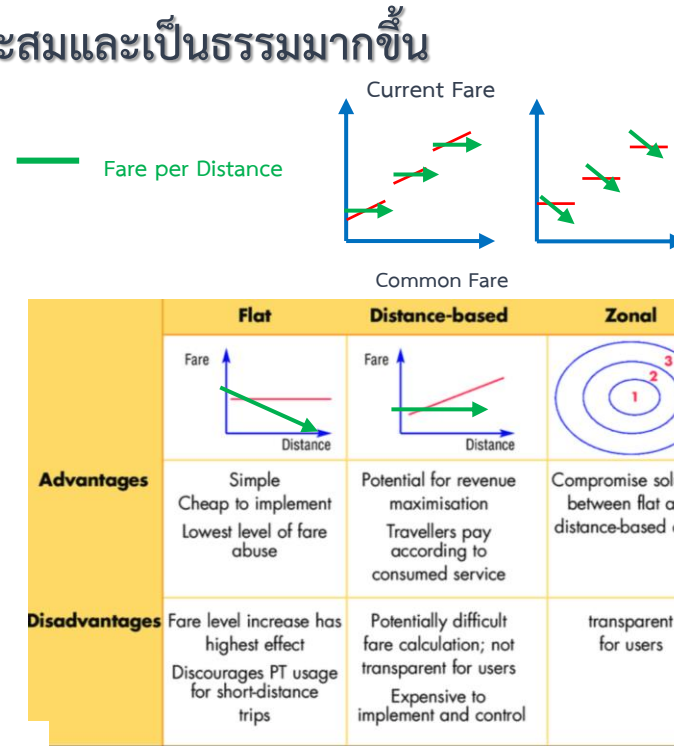 ะสมและเป็นธรรมมากขึ้น
Current Fare
Fare per Distance
Common Fare
Flat
Distance-based
Zonal
Fare
Distance
Fare
Distance
3
2
1
Advantages
Simple
Cheap to implement
Lowest level of fare
abuse
Potential for revenue
maximisation
Travellers pay
according to
consumed service
Compromise sol
between flat a
distance-based
Disadvantages
Fare level increase has
highest effect
Discourages PT usage
for short-distance
trips
Potentially difficult
fare calculation; not
transparent for users
Expensive to
implement and control
transparent
for users